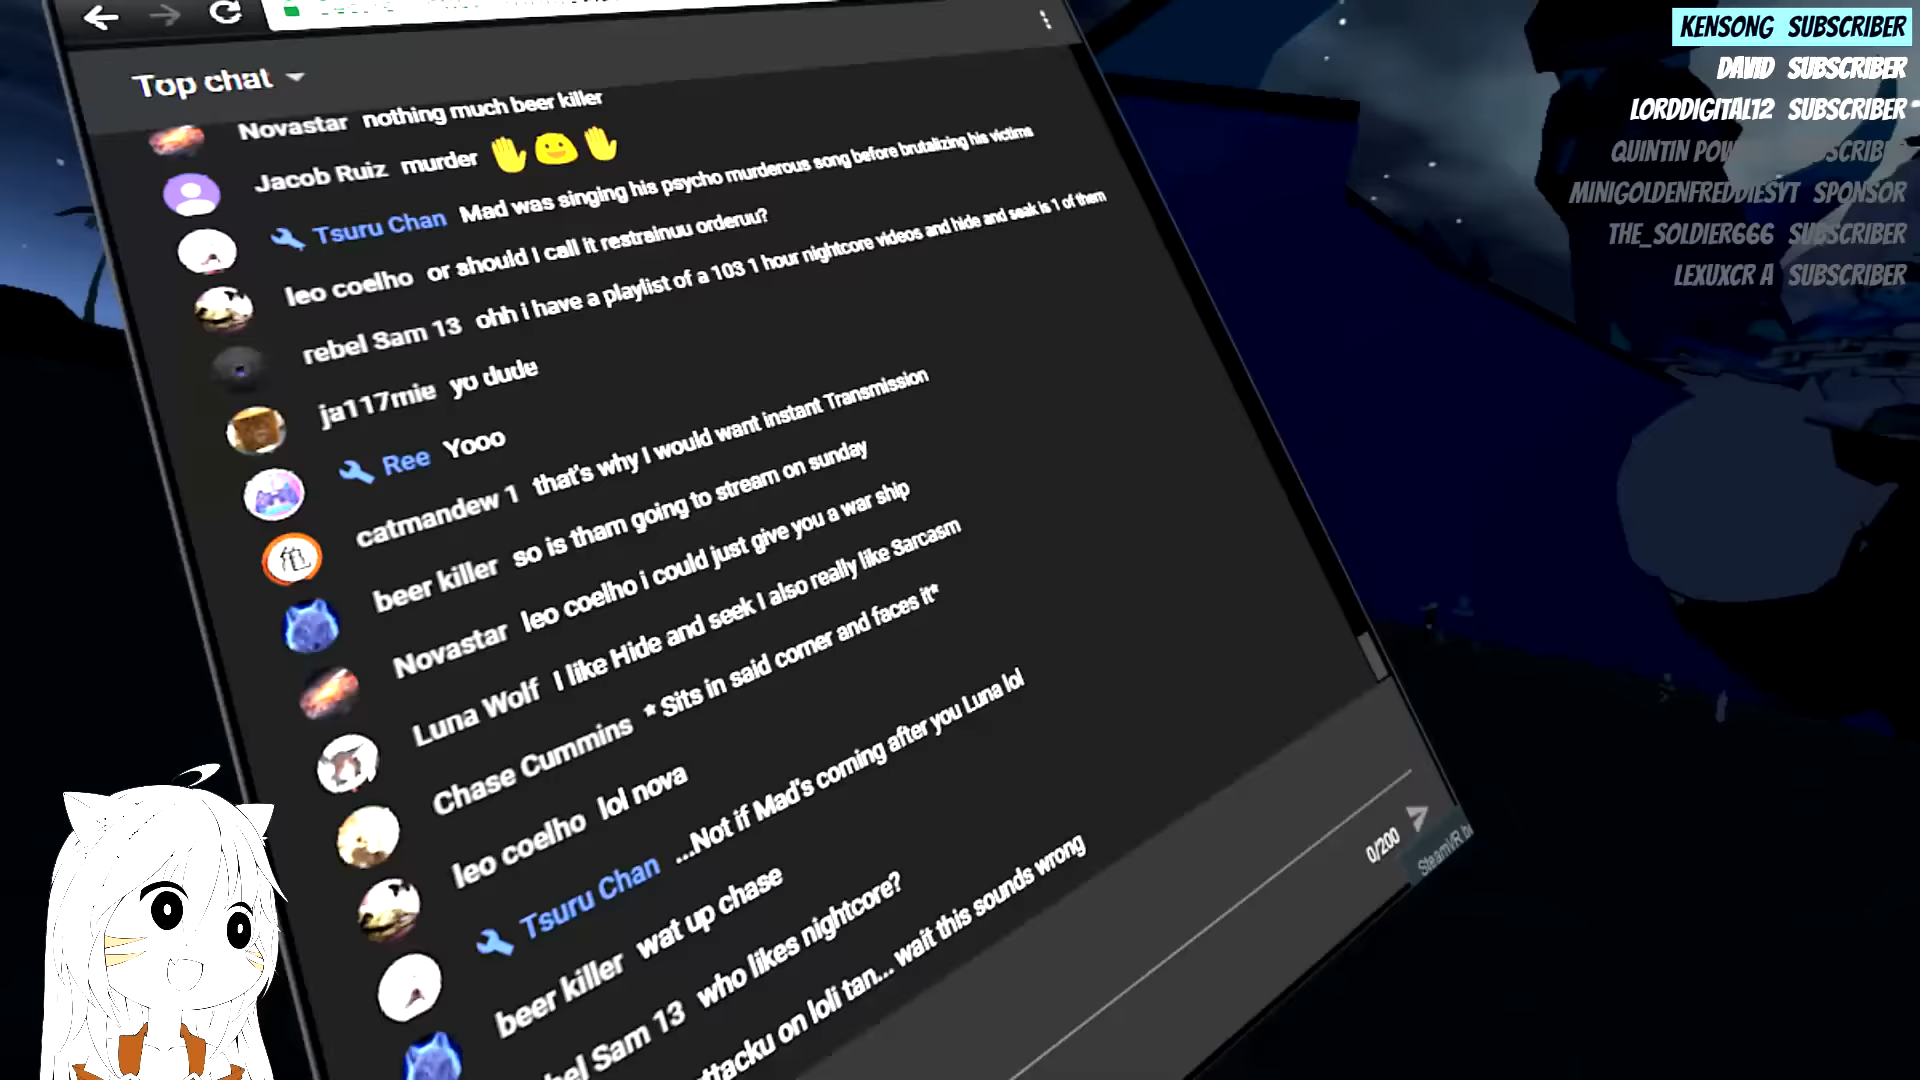 Top chat
Novastar nothing much beer killer
Jacob Ruiz murder
Tsuru Chan Mad was singing his psycho murderous song before brutalizing his victims
leo coelho or should I call it restrainuu orderuu?
rebel Sam 13 ohh i have a playlist of a 103 1 hour nightcore videos and hide and seak is 1 of them
ja117mie yo dude
Ree Yooo
catmandew 1 that's why I would want instant Transmission
beer killer so is tham going to stream on sunday
Novastar leo coelho i could just give you a war ship
Luna Wolf I like Hide and seek I also really like Sarcasm
Chase Cummins * Sits in said corner and faces it*
leo coelho lol nova
Tsuru Chan ...Not if Mad's coming after you Luna lol
beer killer wat up chase
Sam 13 who likes nightcore?
on loli tan... wait this sounds wrong
0/200
SteamVR
KENSONG SUBSCRIBER
DAVID SUBSCRIBER
LORDDIGITAL12 SUBSCRIBER
QUINTIN
MINIGOLDENFREDDIESYT SPONSOR
THE_SOLDIER666 SUBSCRIBER
LEXUXCR A SUBSCRIBER